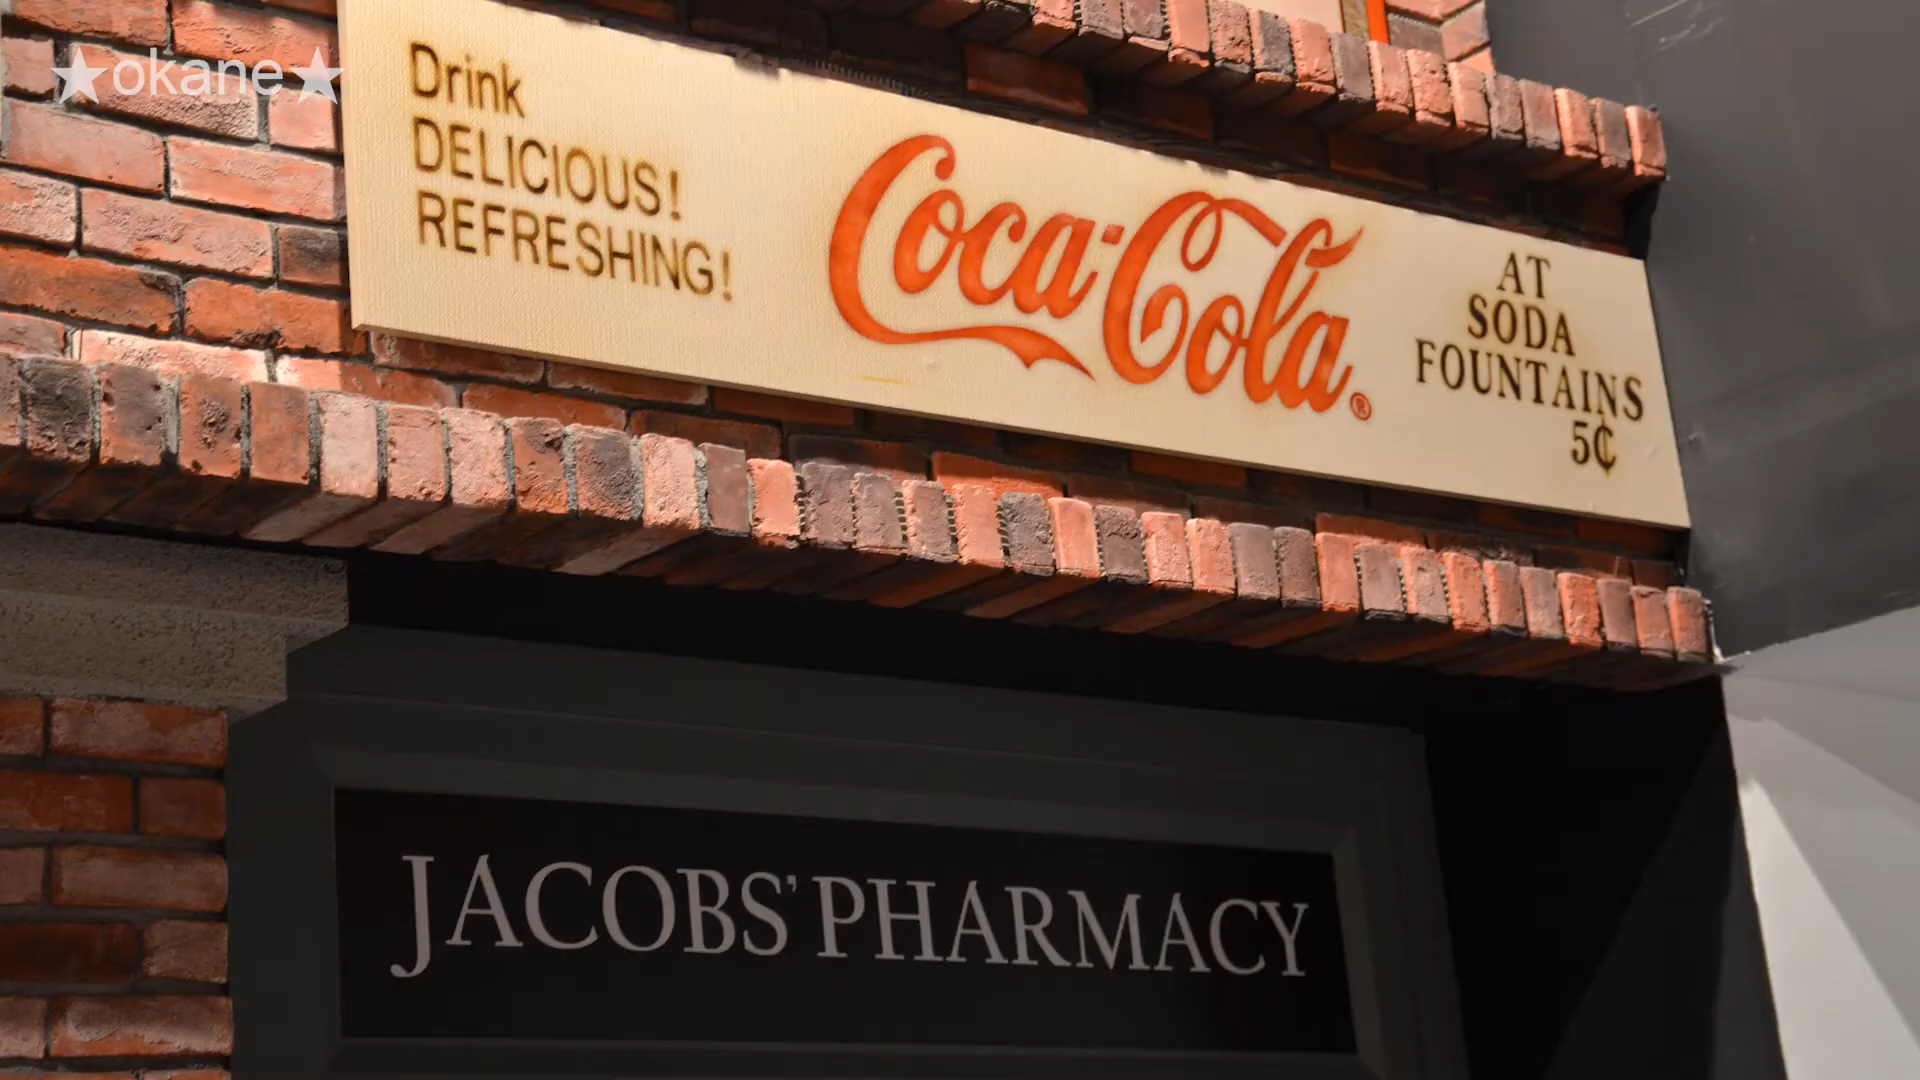 ★okane★
Drink
DELICIOUS!
REFRESHING!
Coca-Cola®
AT
SODA
FOUNTAINS
5¢
JACOBS' PHARMACY